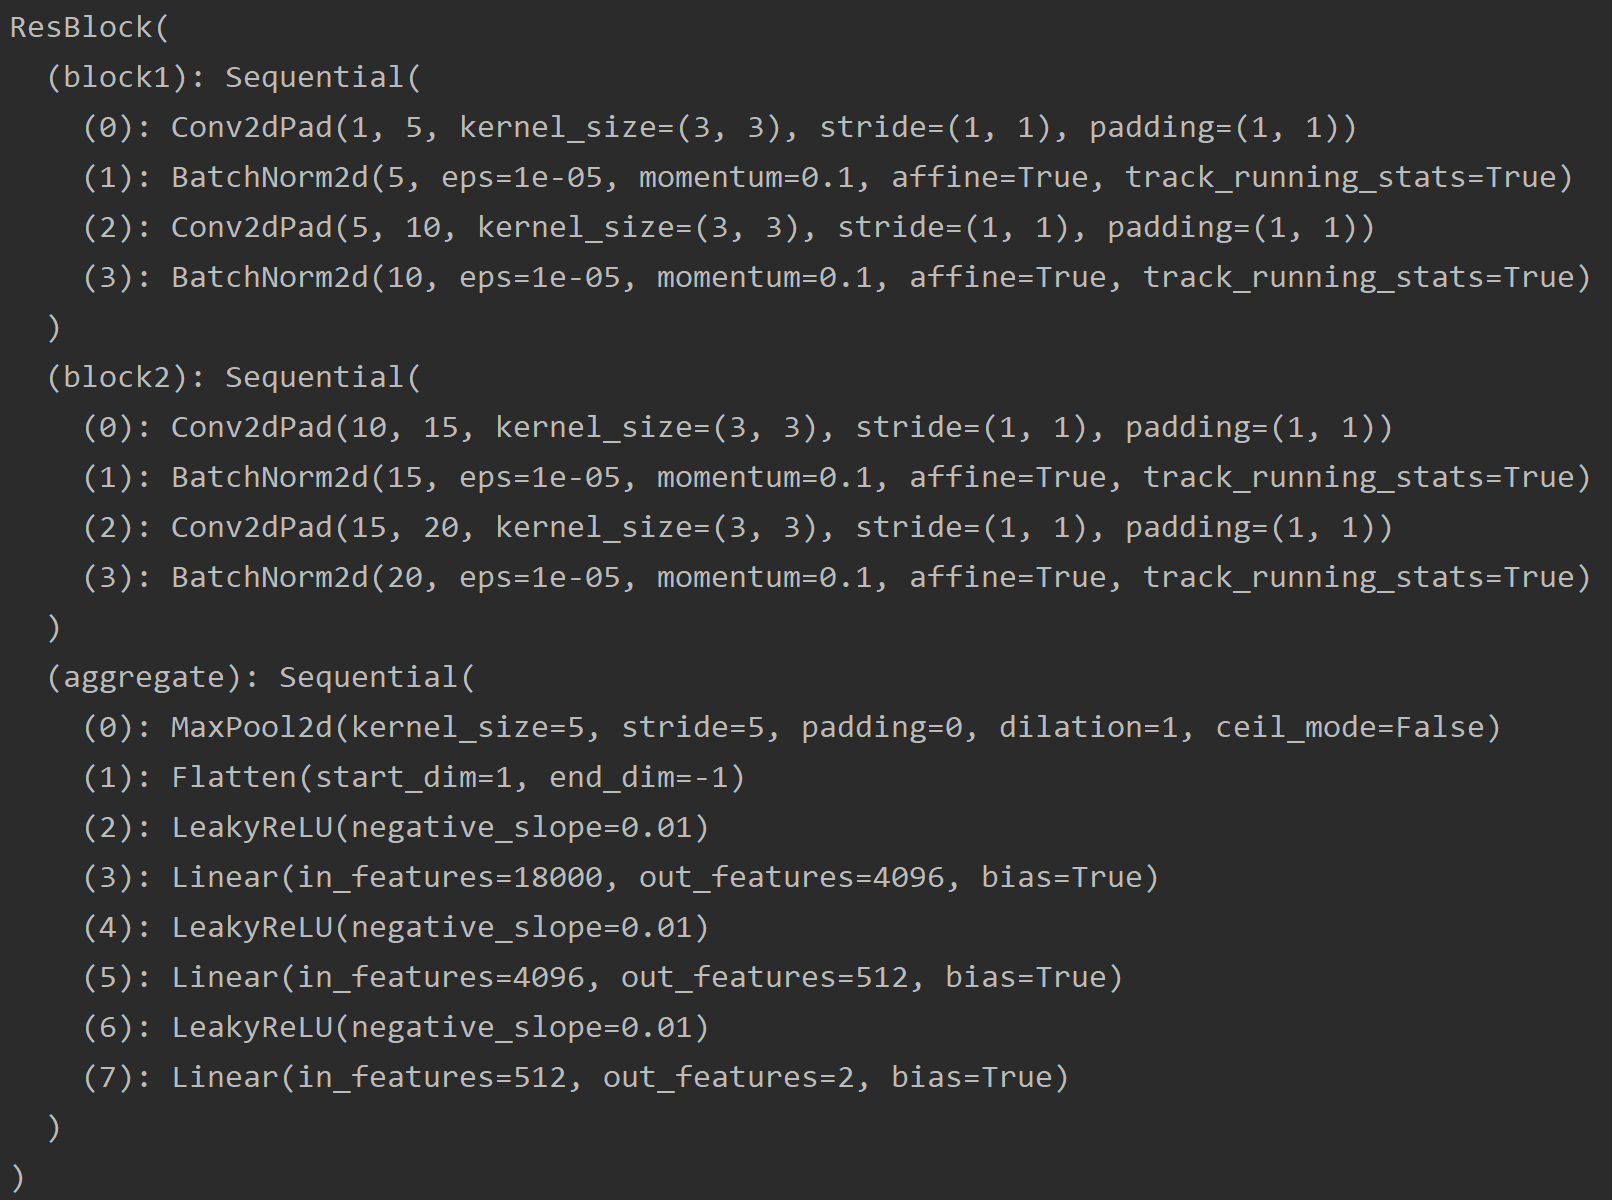 ResBlock(
  (block1): Sequential(
    (0): Conv2dPad(1, 5, kernel_size=(3, 3), stride=(1, 1), padding=(1, 1))
    (1): BatchNorm2d(5, eps=1e-05, momentum=0.1, affine=True, track_running_stats=True)
    (2): Conv2dPad(5, 10, kernel_size=(3, 3), stride=(1, 1), padding=(1, 1))
    (3): BatchNorm2d(10, eps=1e-05, momentum=0.1, affine=True, track_running_stats=True)
  )
  (block2): Sequential(
    (0): Conv2dPad(10, 15, kernel_size=(3, 3), stride=(1, 1), padding=(1, 1))
    (1): BatchNorm2d(15, eps=1e-05, momentum=0.1, affine=True, track_running_stats=True)
    (2): Conv2dPad(15, 20, kernel_size=(3, 3), stride=(1, 1), padding=(1, 1))
    (3): BatchNorm2d(20, eps=1e-05, momentum=0.1, affine=True, track_running_stats=True)
  )
  (aggregate): Sequential(
    (0): MaxPool2d(kernel_size=5, stride=5, padding=0, dilation=1, ceil_mode=False)
    (1): Flatten(start_dim=1, end_dim=-1)
    (2): LeakyReLU(negative_slope=0.01)
    (3): Linear(in_features=18000, out_features=4096, bias=True)
    (4): LeakyReLU(negative_slope=0.01)
    (5): Linear(in_features=4096, out_features=512, bias=True)
    (6): LeakyReLU(negative_slope=0.01)
    (7): Linear(in_features=512, out_features=2, bias=True)
  )
)